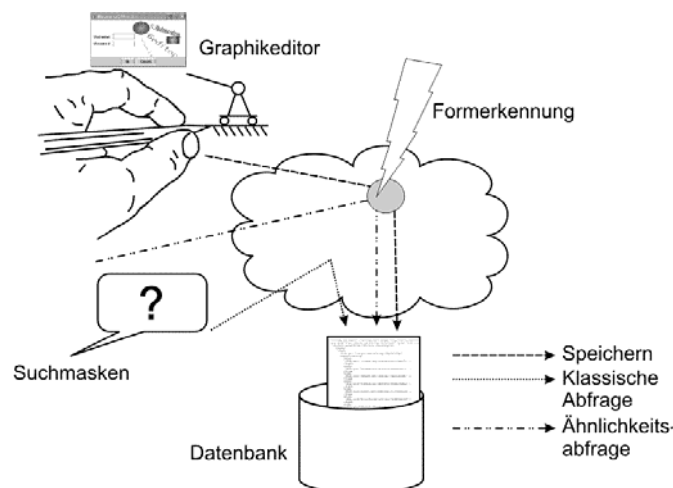 Graphikeditor
Formerkennung
?
Suchmasken
Datenbank
Speichern
Klassische
Abfrage
Ähnlichkeits-
abfrage